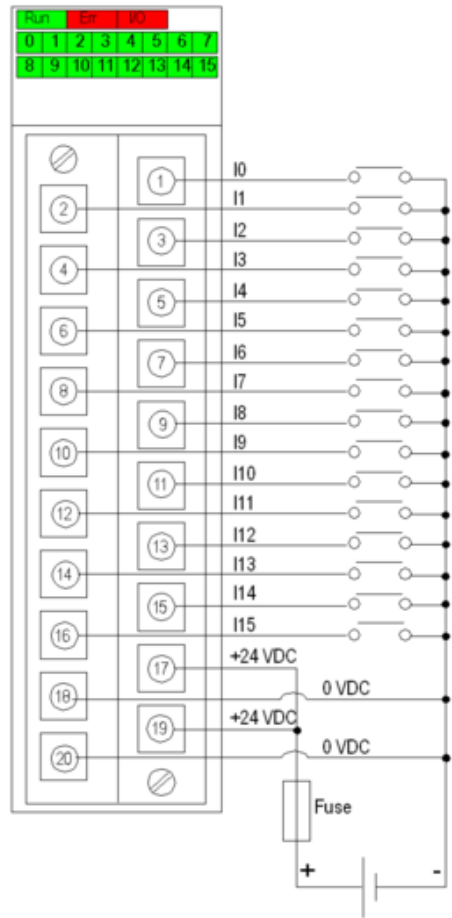 Run Err I/O
0 1 2 3 4 5 6 7
8 9 10 11 12 13 14 15
1 I0
2 I1
3 I2
4 I3
5 I4
6 I5
7 I6
8 I7
9 I8
10 I9
11 I10
12 I11
13 I12
14 I13
15 I14
16 I15
17 +24 VDC
18 0 VDC
19 +24 VDC
20 0 VDC
Fuse
+ -